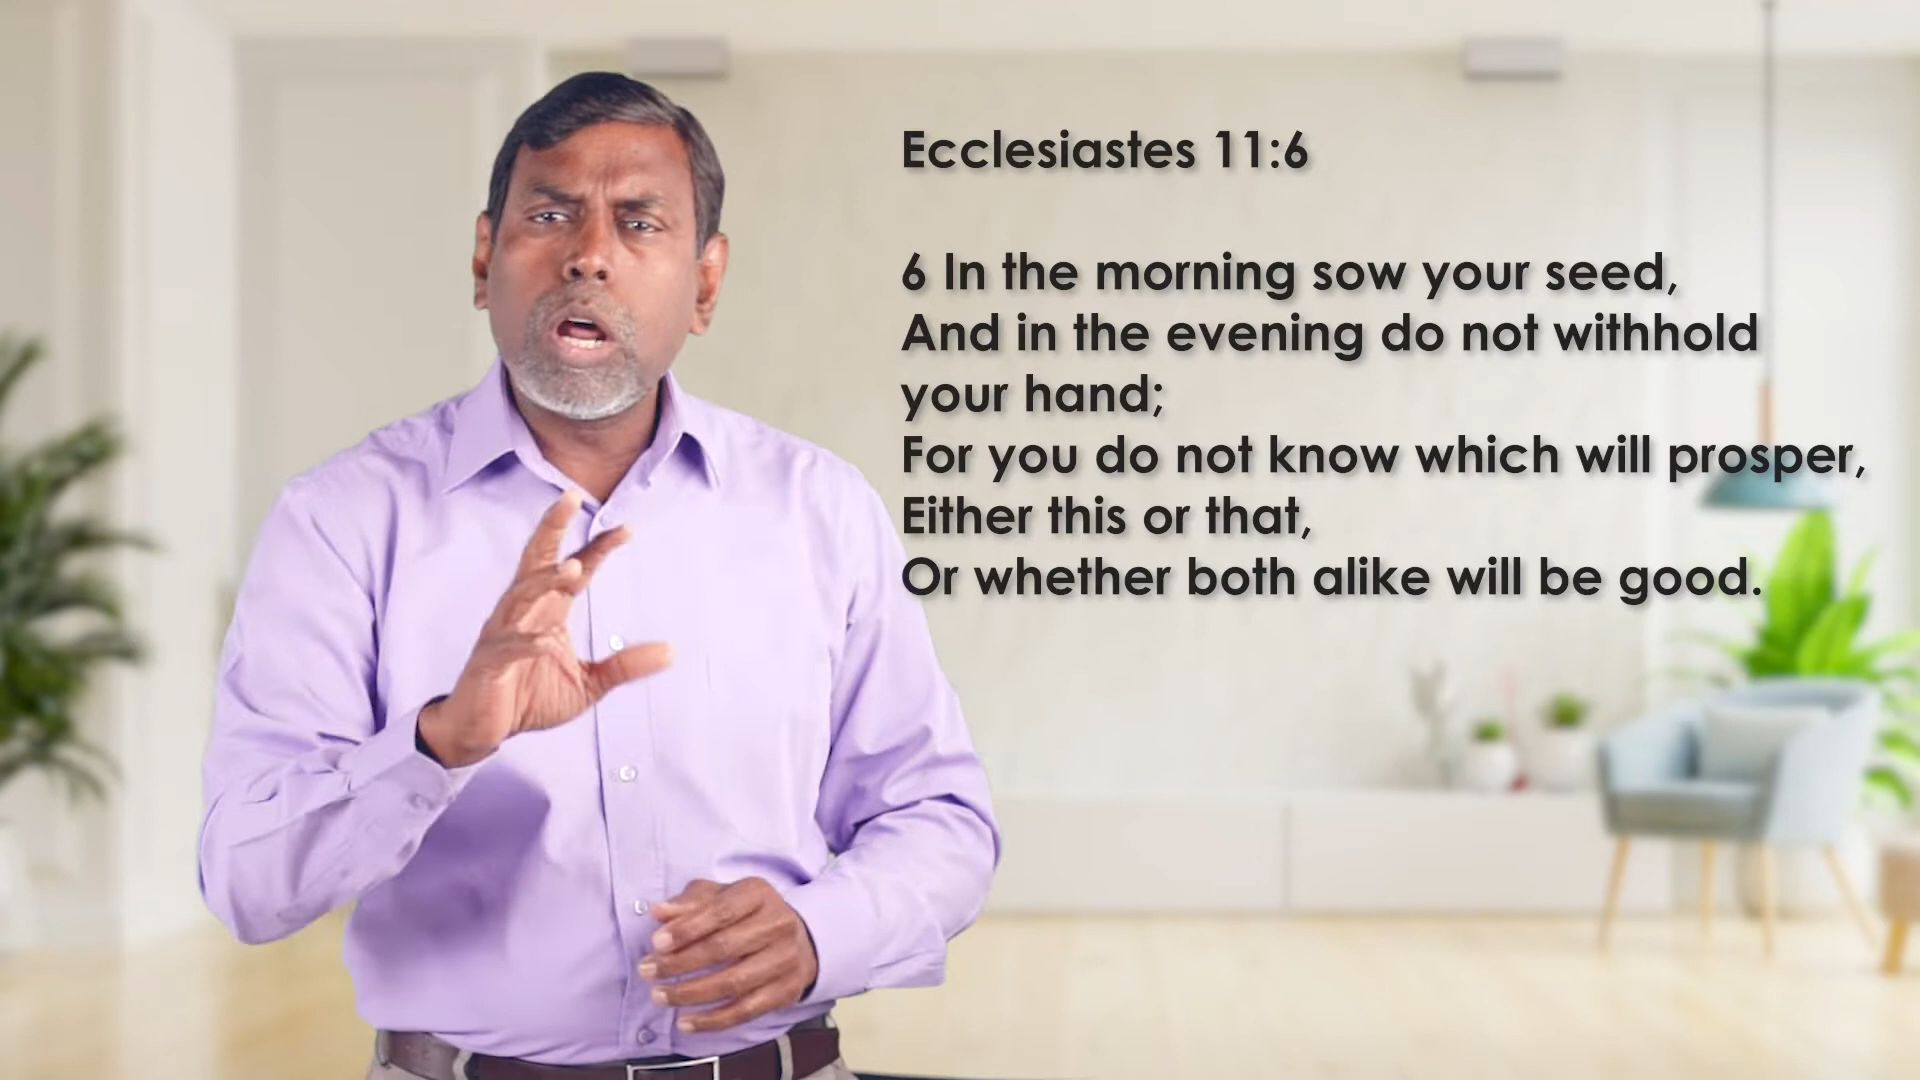 Ecclesiastes 11:6
6 In the morning sow your seed,
And in the evening do not withhold
your hand;
For you do not know which will prosper,
Either this or that,
Or whether both alike will be good.